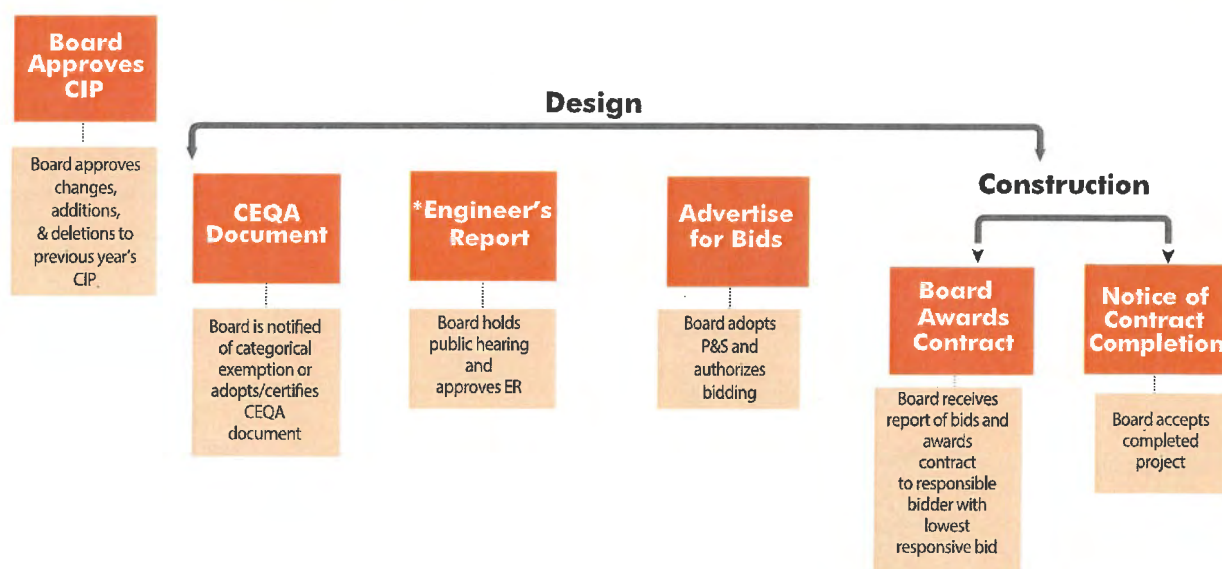 Board
Approves
CIP
Board approves
changes,
additions,
& deletions to
previous year's
CIP.
Design
CEQA
Document
Board is notified
of categorical
exemption or
adopts/certifies
CEQA
document
*Engineer's
Report
Board holds
public hearing
and
approves ER
Advertise
for Bids
Board adopts
P&S and
authorizes
bidding
Construction
Board
Awards
Contract
Board receives
report of bids and
awards
contract
to responsible
bidder with
lowest
responsive bid
Notice of
Contract
Completion
Board accepts
completed
project